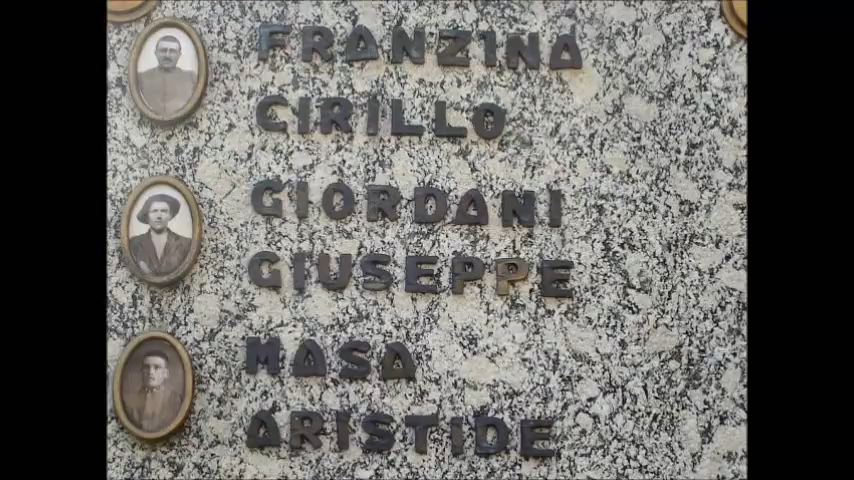 FRANZINA
CIRILLO
GIORDANI
GIUSEPPE
MASA
ARISTIDE